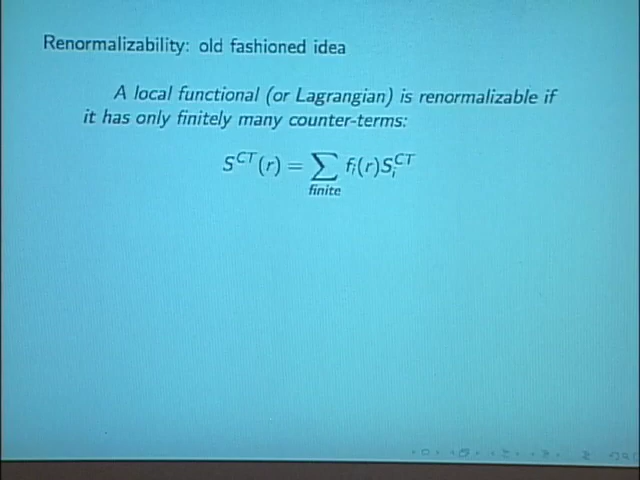 Renormalizability: old fashioned idea
A local functional (or Lagrangian) is renormalizable if
it has only finitely many counter-terms:
S^{CT}(r) = ∑ f_i(r)S_i^{CT}
finite